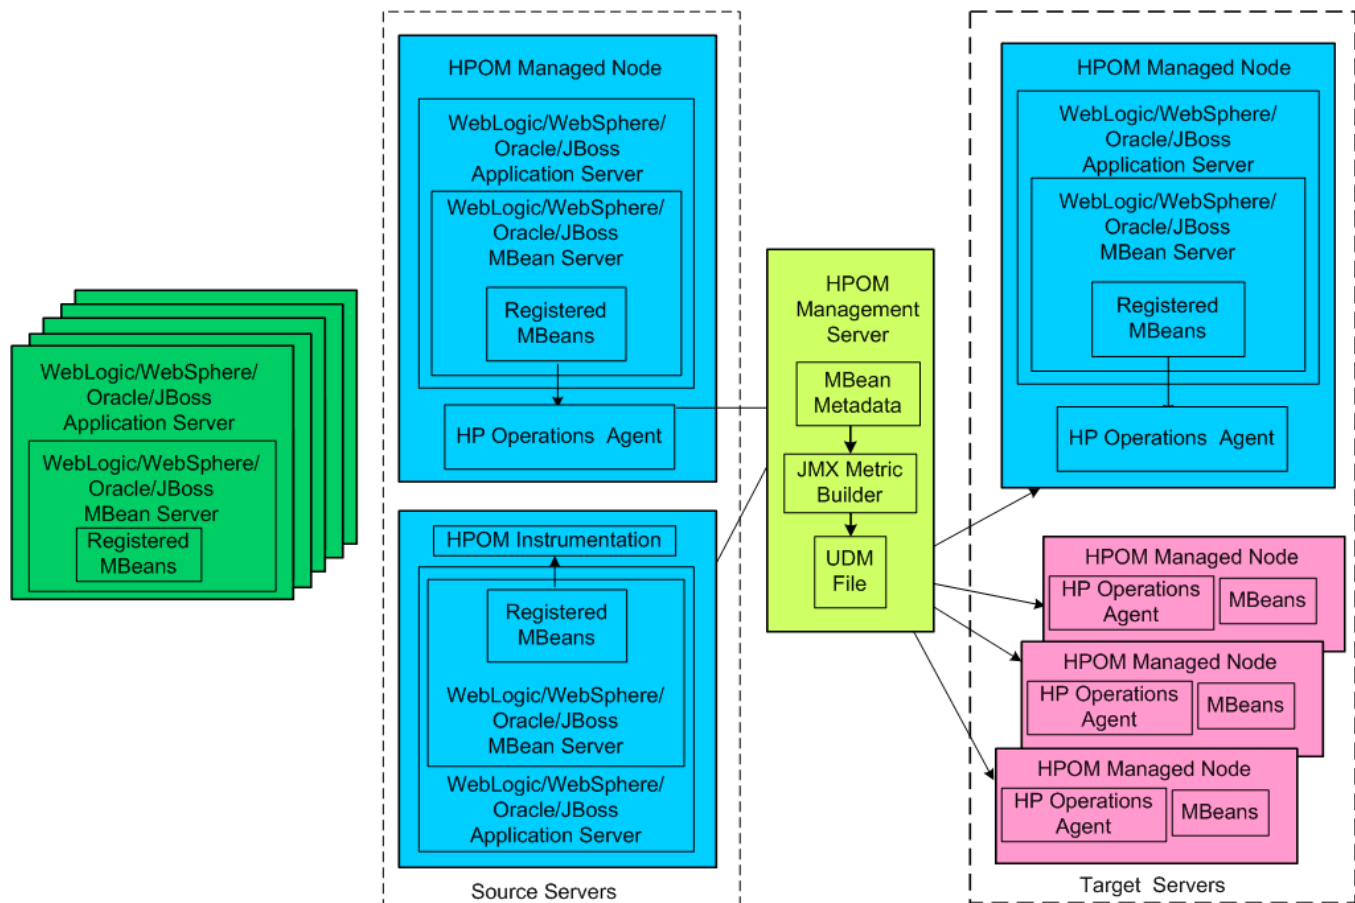 WebLogic/WebSphere/
Oracle/JBoss
Application Server
WebLogic/WebSphere/
Oracle/JBoss
MBean Server
Registered
MBeans
HPOM Managed Node
WebLogic/WebSphere/
Oracle/JBoss
Application Server
WebLogic/WebSphere/
Oracle/JBoss
MBean Server
Registered
MBeans
HP Operations Agent
HPOM Instrumentation
Registered
MBeans
WebLogic/WebSphere/
Oracle/JBoss
MBean Server
WebLogic/WebSphere/
Oracle/JBoss
Application Server
Source Servers
HPOM
Management
Server
MBean
Metadata
JMX Metric
Builder
UDM
File
HPOM Managed Node
WebLogic/WebSphere/
Oracle/JBoss
Application Server
WebLogic/WebSphere/
Oracle/JBoss
MBean Server
Registered
MBeans
HP Operations Agent
HPOM Managed Node
HP Operations
Agent
MBeans
HPOM Managed Node
HP Operations
Agent
MBeans
HPOM Managed Node
HP Operations
Agent
MBeans
Target Servers